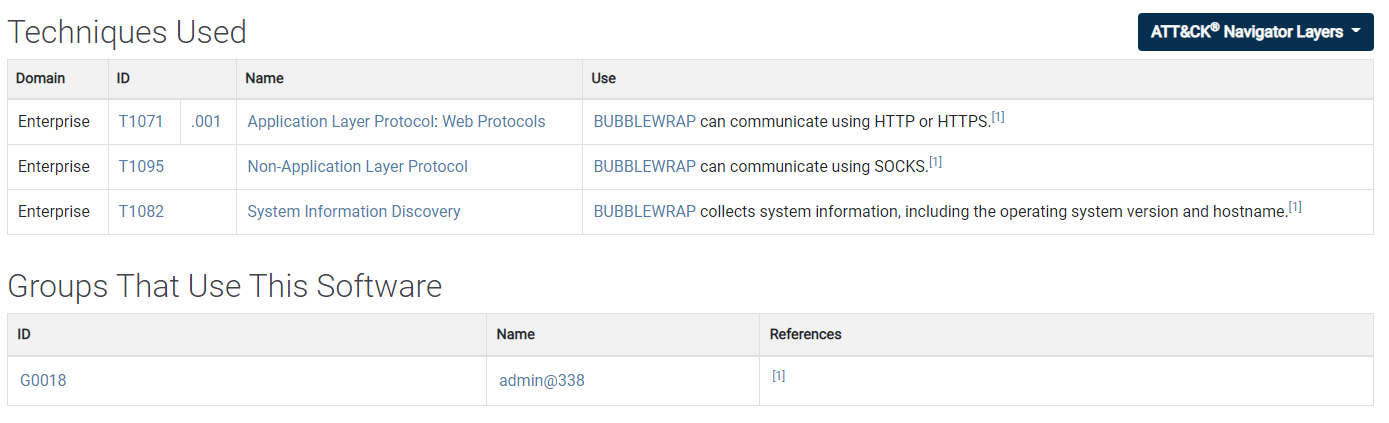 Techniques Used
ATT&CK® Navigator Layers
Domain ID Name Use
Enterprise T1071 .001 Application Layer Protocol: Web Protocols BUBBLEWRAP can communicate using HTTP or HTTPS.[1]
Enterprise T1095 Non-Application Layer Protocol BUBBLEWRAP can communicate using SOCKS.[1]
Enterprise T1082 System Information Discovery BUBBLEWRAP collects system information, including the operating system version and hostname.[1]
Groups That Use This Software
ID Name References
G0018 admin@338 [1]